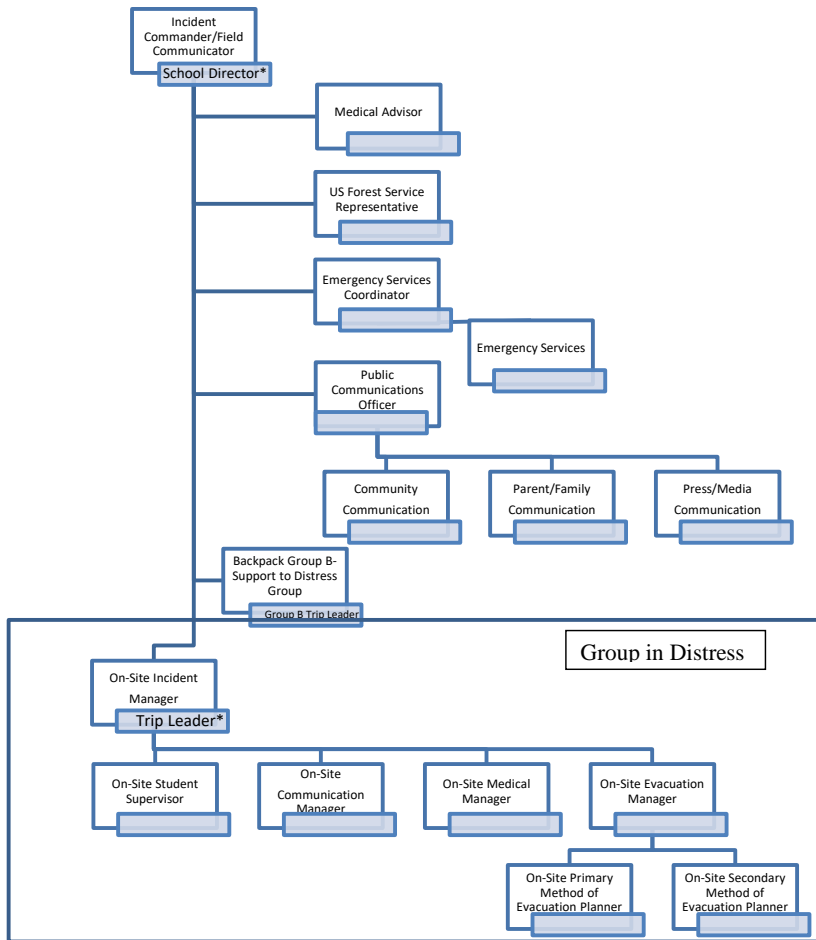 Incident
Commander/Field
Communicator
School Director*
Medical Advisor
US Forest Service
Representative
Emergency Services
Coordinator
Emergency Services
Public
Communications
Officer
Community
Communication
Parent/Family
Communication
Press/Media
Communication
Backpack Group B-
Support to Distress
Group
Group B Trip Leader
Group in Distress
On-Site Incident
Manager
Trip Leader*
On-Site Student
Supervisor
On-Site
Communication
Manager
On-Site Medical
Manager
On-Site Evacuation
Manager
On-Site Primary
Method of
Evacuation Planner
On-Site Secondary
Method of
Evacuation Planner